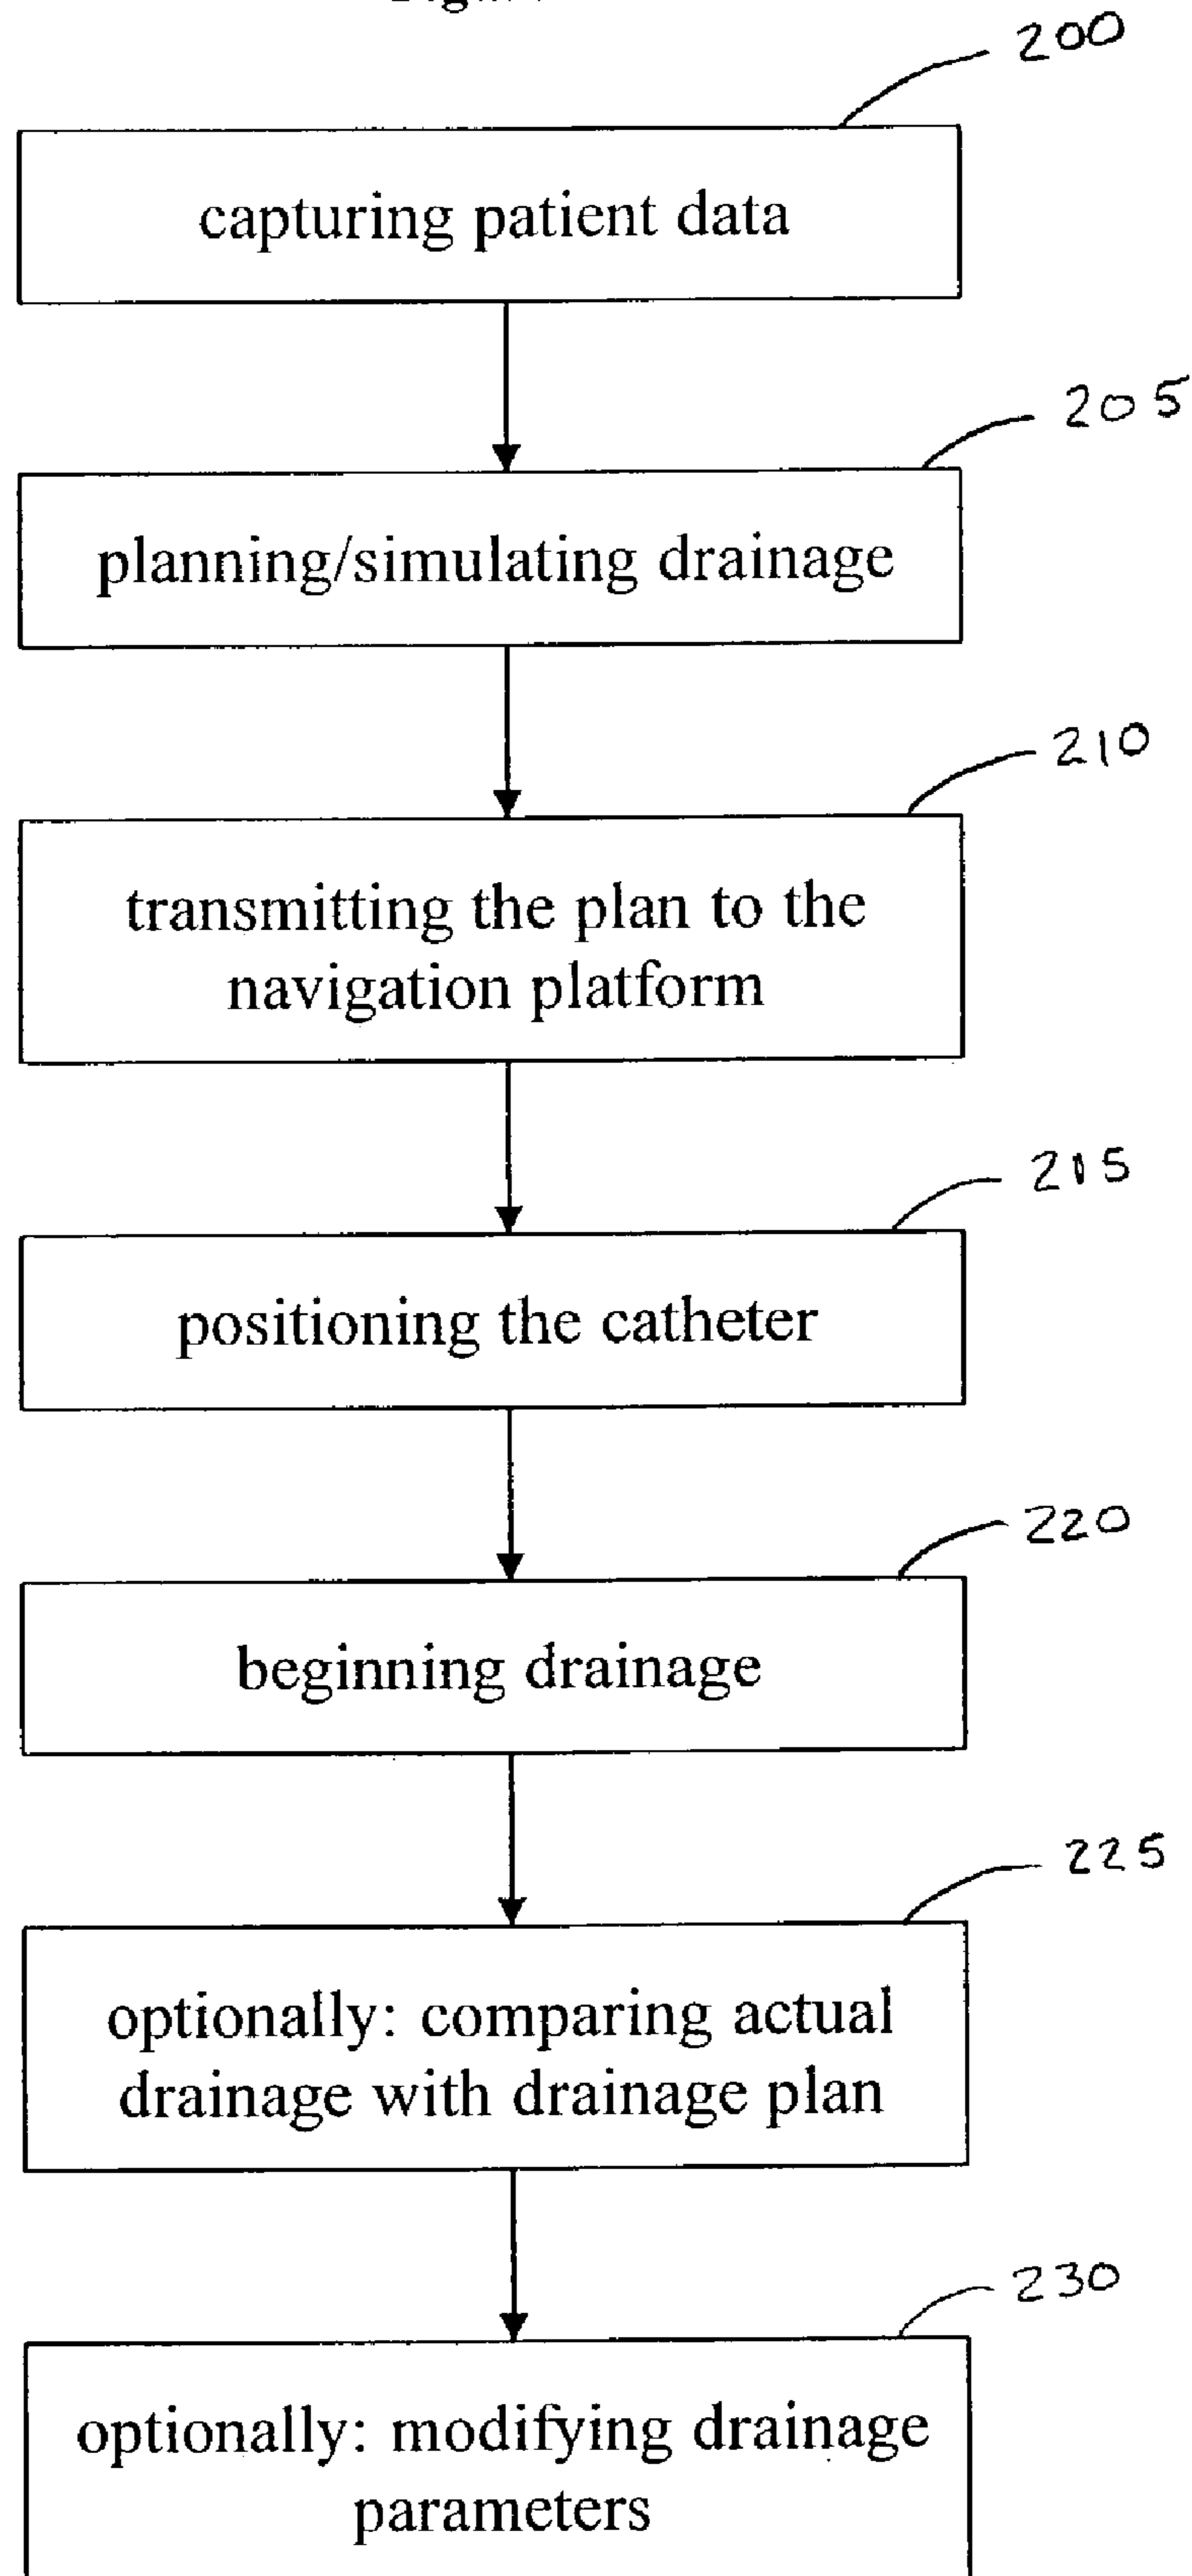 200
capturing patient data
205
planning/simulating drainage
210
transmitting the plan to the
navigation platform
215
positioning the catheter
220
beginning drainage
225
optionally: comparing actual
drainage with drainage plan
230
optionally: modifying drainage
parameters